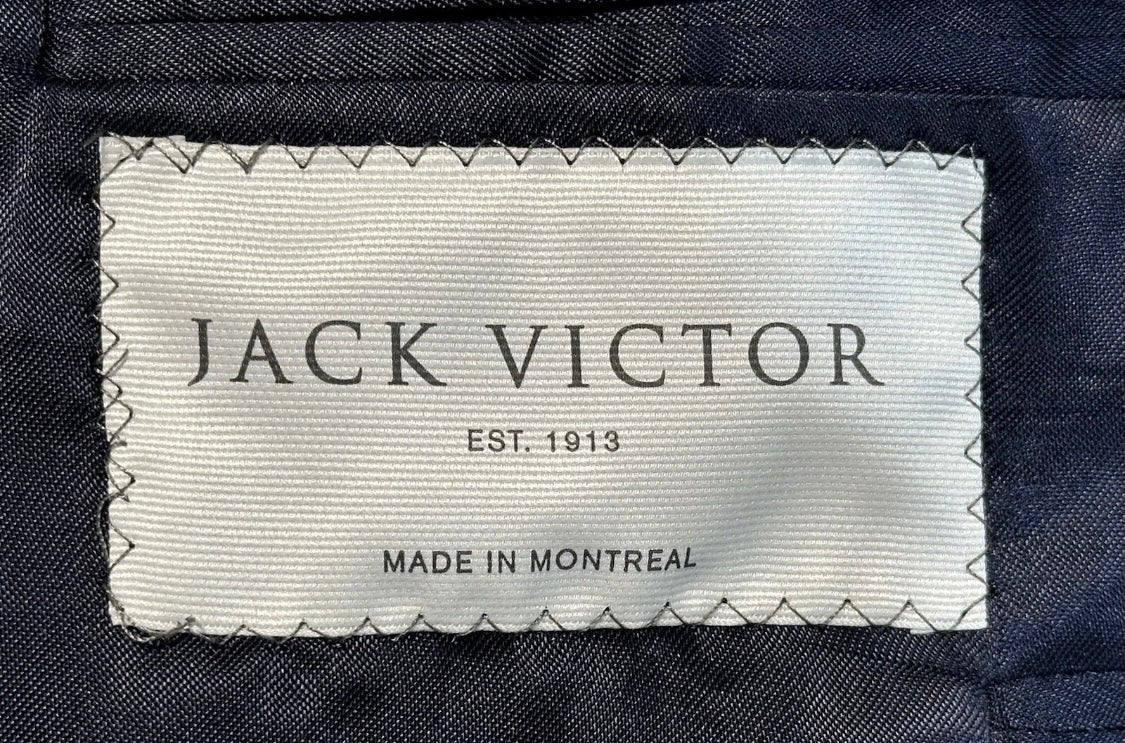 JACK VICTOR
EST. 1913
MADE IN MONTREAL